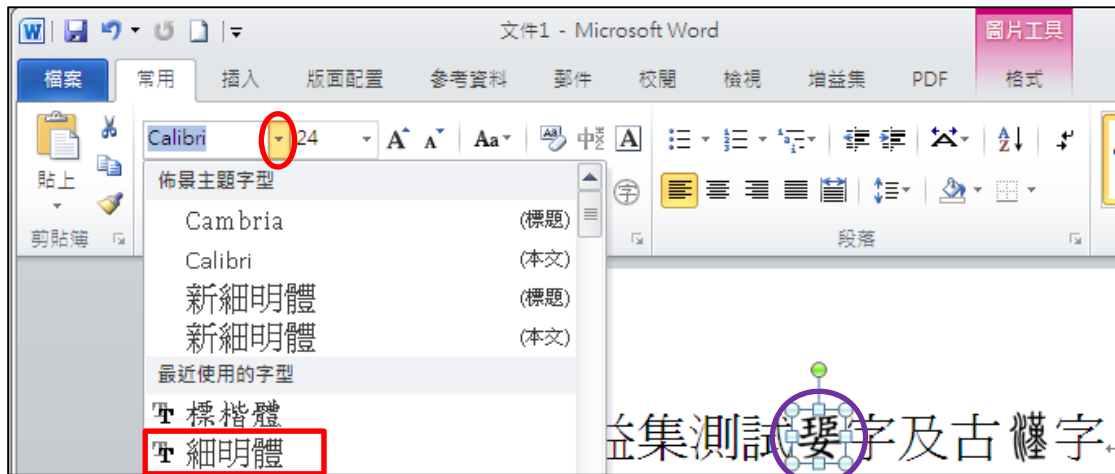 文件1 - Microsoft Word
圖片工具
檔案 常用 插入 版面配置 參考資料 郵件 校閱 檢視 增益集 PDF 格式
Calibri 24 A A Aa 中 A
貼上
剪貼簿 段落
佈景主題字型
Cambria (標題)
Calibri (本文)
新細明體 (標題)
新細明體 (本文)
最近使用的字型
標楷體
細明體
益集測試 字及古 字